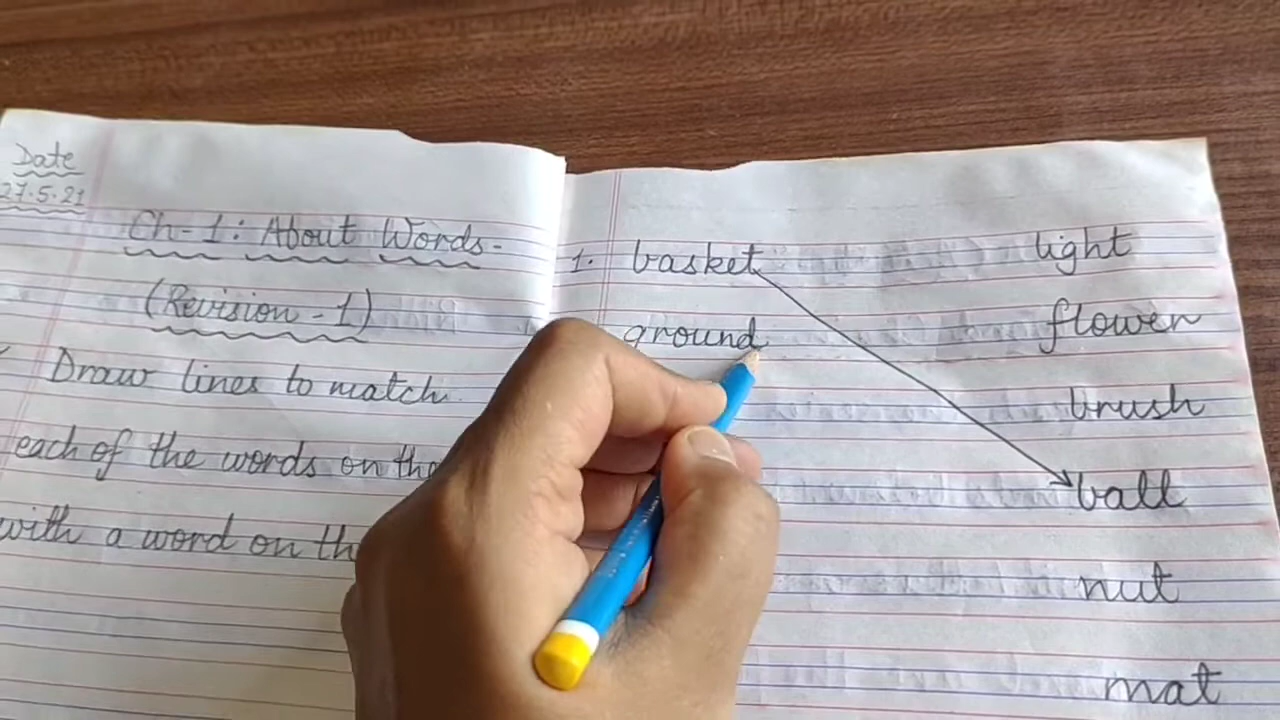 Date
27.5.21
Ch-1: About Words-
(Revision - 1)
Draw lines to match
each of the words on the
with a word on th
1. basket light
ground flower
brush
ball
nut
mat